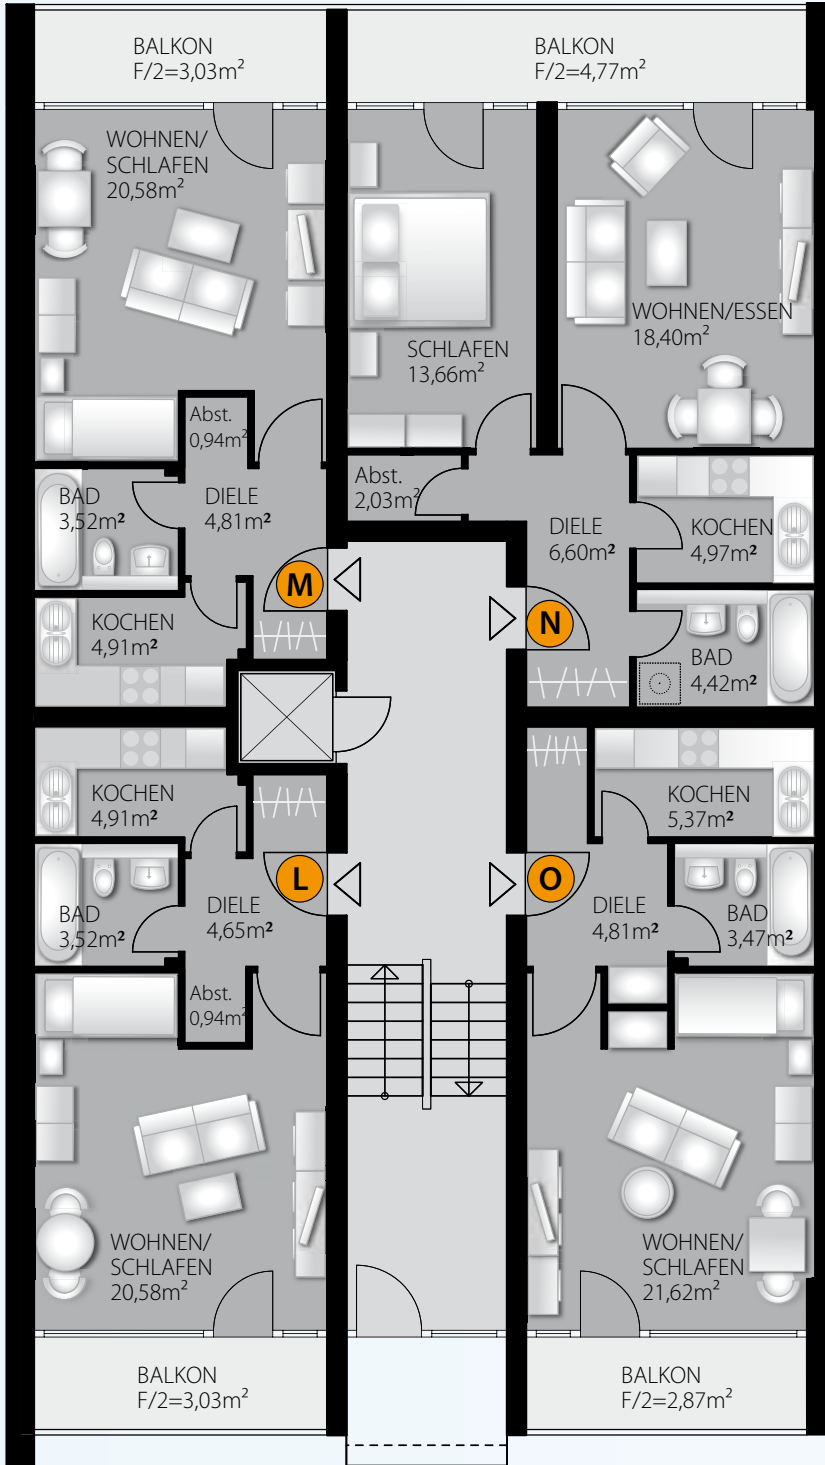 BALKON
F/2=3,03m²
BALKON
F/2=4,77m²
WOHNEN/
SCHLAFEN
20,58m²
WOHNEN/ESSEN
18,40m²
SCHLAFEN
13,66m²
Abst.
0,94m²
Abst.
2,03m²
BAD
3,52m²
DIELE
4,81m²
DIELE
6,60m²
KOCHEN
4,97m²
M
N
KOCHEN
4,91m²
BAD
4,42m²
KOCHEN
4,91m²
KOCHEN
5,37m²
L
O
BAD
3,52m²
DIELE
4,65m²
DIELE
4,81m²
BAD
3,47m²
Abst.
0,94m²
WOHNEN/
SCHLAFEN
20,58m²
WOHNEN/
SCHLAFEN
21,62m²
BALKON
F/2=3,03m²
BALKON
F/2=2,87m²